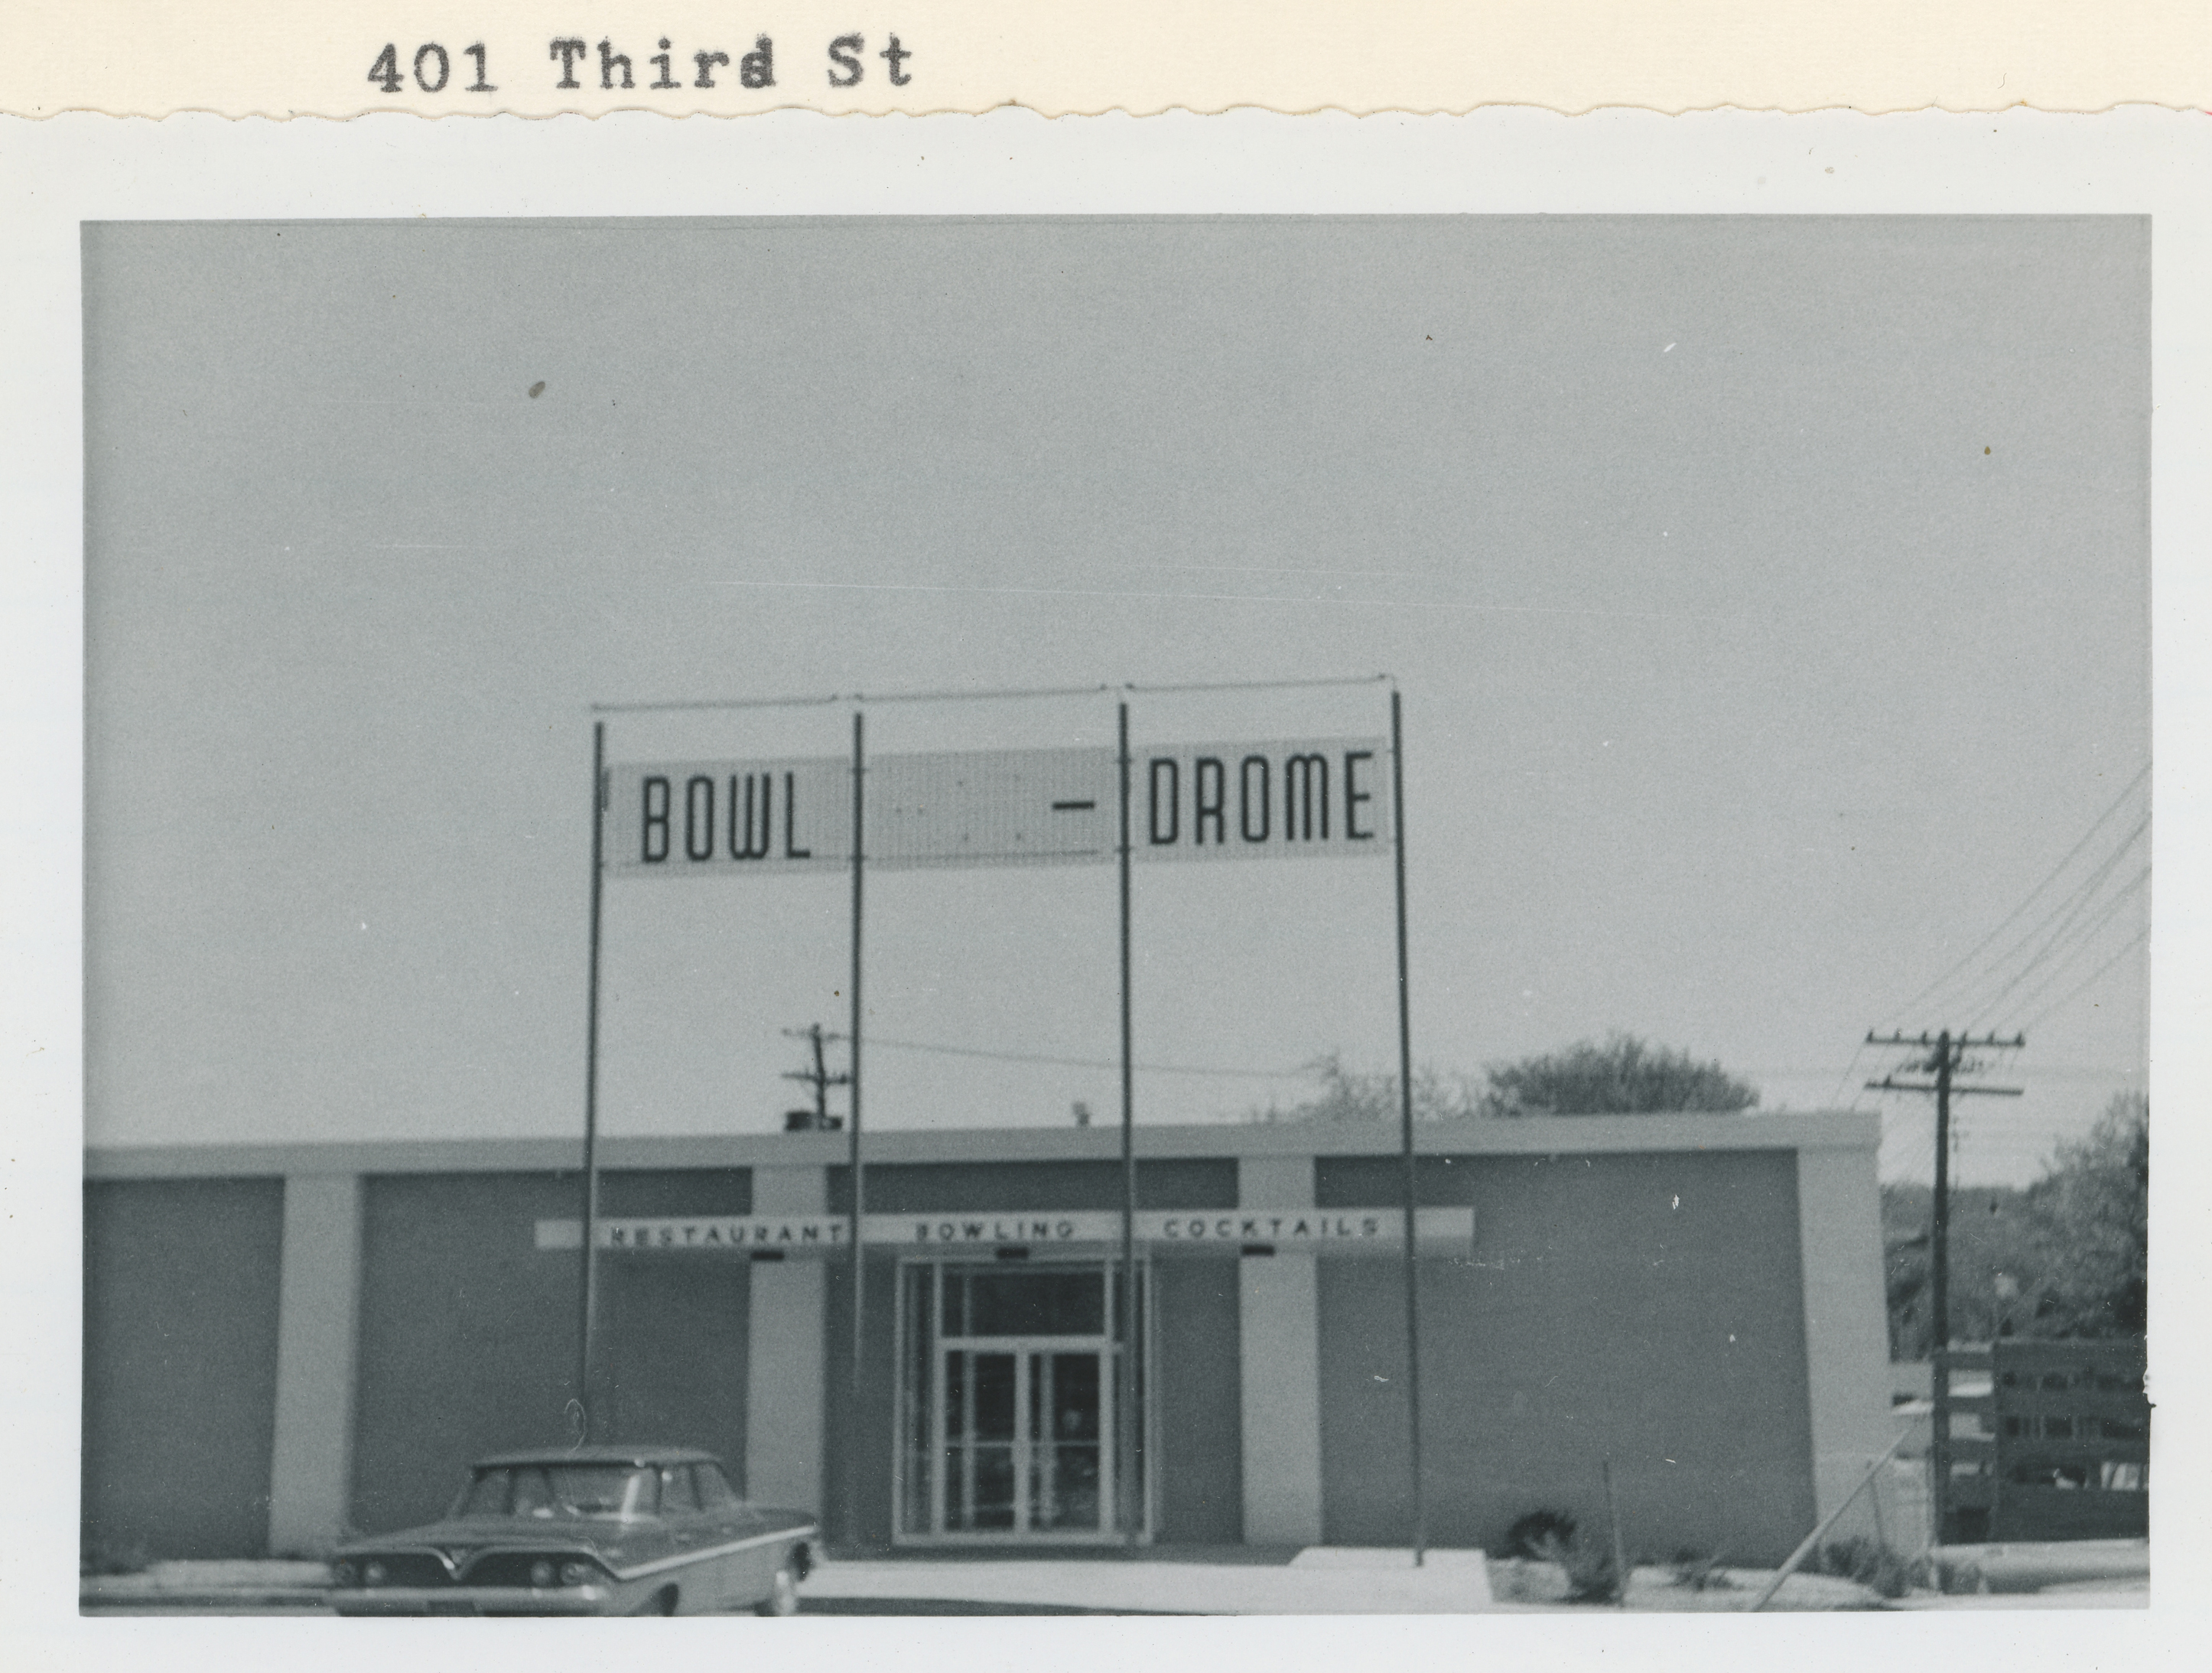 401 Third St
BOWL - DROME
RESTAURANT BOWLING COCKTAILS